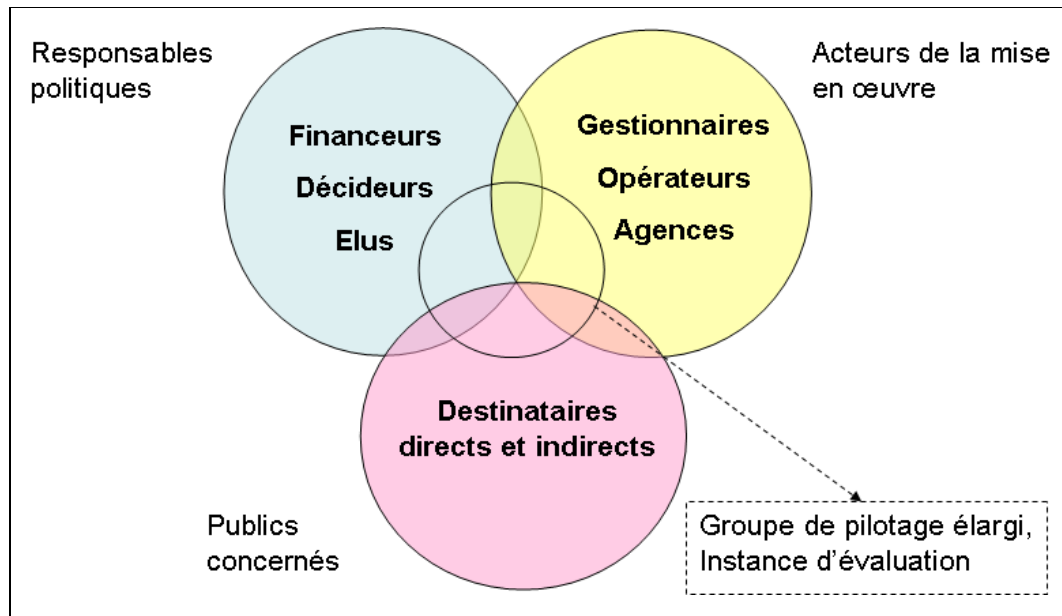 Responsables
politiques
Acteurs de la mise
en œuvre
Financeurs
Décideurs
Elus
Gestionnaires
Opérateurs
Agences
Destinataires
directs et indirects
Publics
concernés
Groupe de pilotage élargi,
Instance d'évaluation